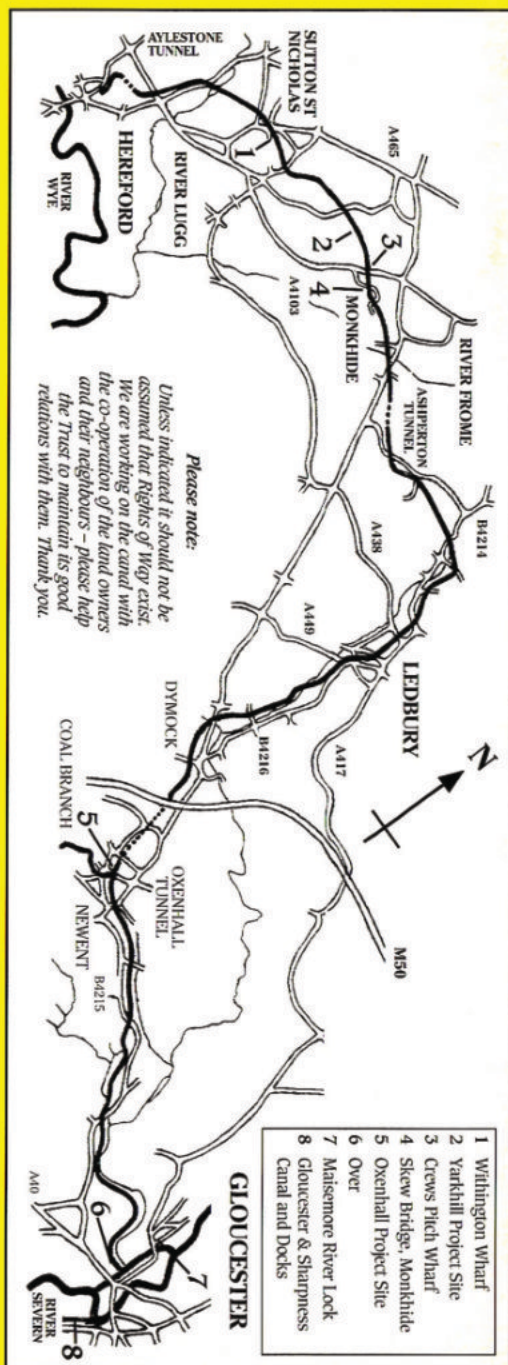 AYLESTONE
TUNNEL
SUTTON ST
NICHOLAS
HEREFORD
RIVER WYE
RIVER LUGG
1
A465
2
3
4
MONKHIDE
A4103
RIVER FROME
ASHPERTON
TUNNEL
B4214
A438
LEDBURY
A449
A417
B4216
DYMOCK
N
M50
COAL BRANCH
5
OXENHALL
TUNNEL
NEWENT
B4215
A40
6
GLOUCESTER
7
RIVER
SEVERN
8
Please note:
Unless indicated it should not be
assumed that Rights of Way exist.
We are working on the canal with
the co-operation of the land owners
and their neighbours – please help
the Trust to maintain its good
relations with them. Thank you.
1 Withington Wharf
2 Yarkhill Project Site
3 Crews Pitch Wharf
4 Skew Bridge, Monkhide
5 Oxenhall Project Site
6 Over
7 Maisemore River Lock
8 Gloucester & Sharpness
Canal and Docks